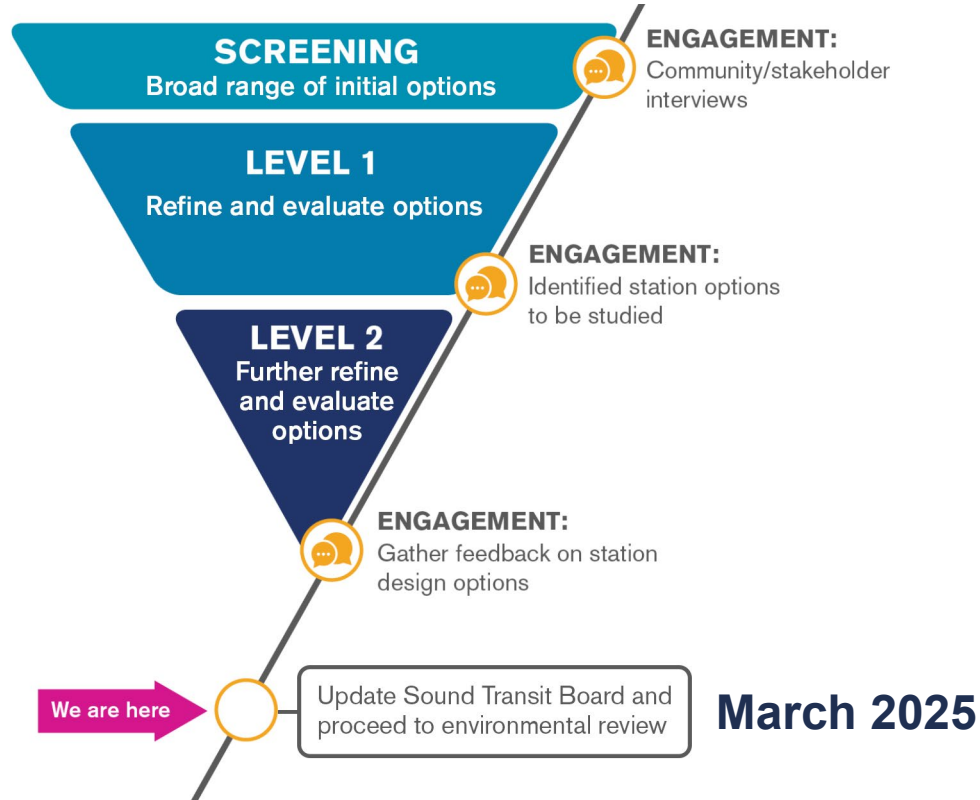 SCREENING
Broad range of initial options
ENGAGEMENT:
Community/stakeholder
interviews
LEVEL 1
Refine and evaluate options
ENGAGEMENT:
Identified station options
to be studied
LEVEL 2
Further refine
and evaluate
options
ENGAGEMENT:
Gather feedback on station
design options
We are here
Update Sound Transit Board and
proceed to environmental review
March 2025